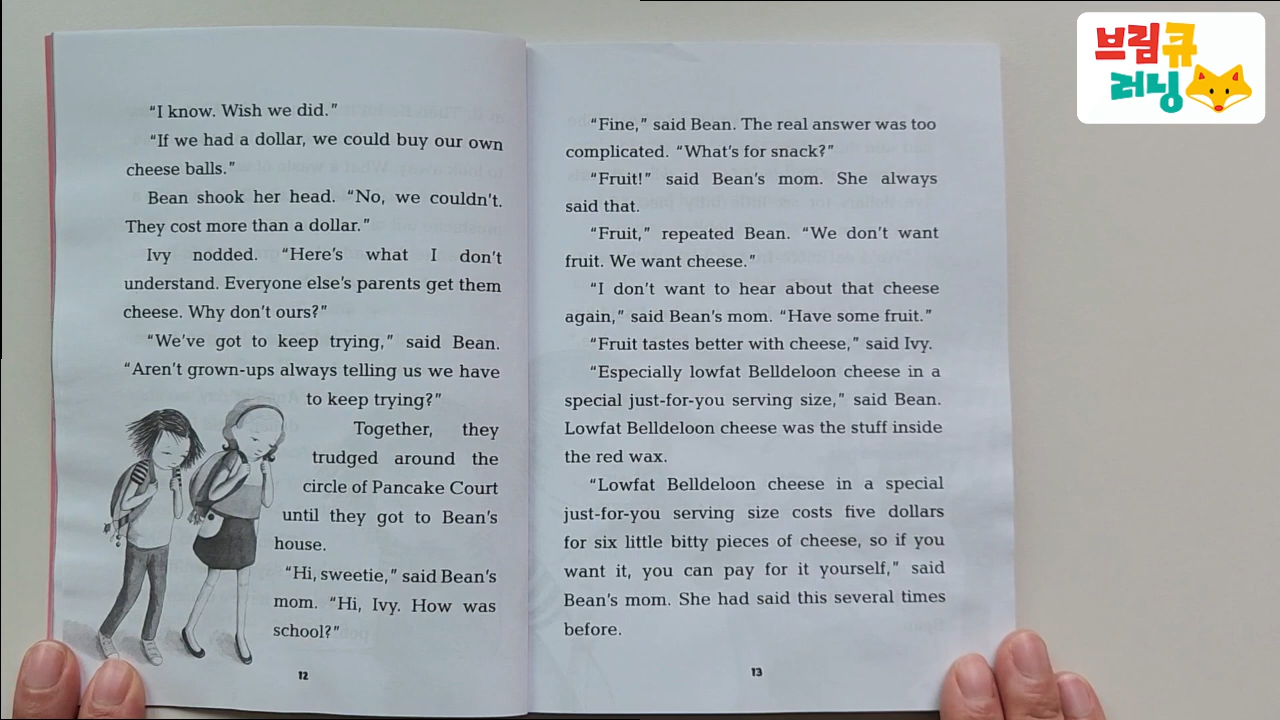 "I know. Wish we did."
"If we had a dollar, we could buy our own
cheese balls."
Bean shook her head. "No, we couldn't.
They cost more than a dollar."
Ivy nodded. "Here's what I don't
understand. Everyone else's parents get them
cheese. Why don't ours?"
"We've got to keep trying," said Bean.
"Aren't grown-ups always telling us we have
to keep trying?"
Together, they
trudged around the
circle of Pancake Court
until they got to Bean's
house.
"Hi, sweetie," said Bean's
mom. "Hi, Ivy. How was
school?"
12
"Fine," said Bean. The real answer was too
complicated. "What's for snack?"
"Fruit!" said Bean's mom. She always
said that.
"Fruit," repeated Bean. "We don't want
fruit. We want cheese."
"I don't want to hear about that cheese
again," said Bean's mom. "Have some fruit."
"Fruit tastes better with cheese," said Ivy.
"Especially lowfat Belldeloon cheese in a
special just-for-you serving size," said Bean.
Lowfat Belldeloon cheese was the stuff inside
the red wax.
"Lowfat Belldeloon cheese in a special
just-for-you serving size costs five dollars
for six little bitty pieces of cheese, so if you
want it, you can pay for it yourself," said
Bean's mom. She had said this several times
before.
13
브림큐
러닝